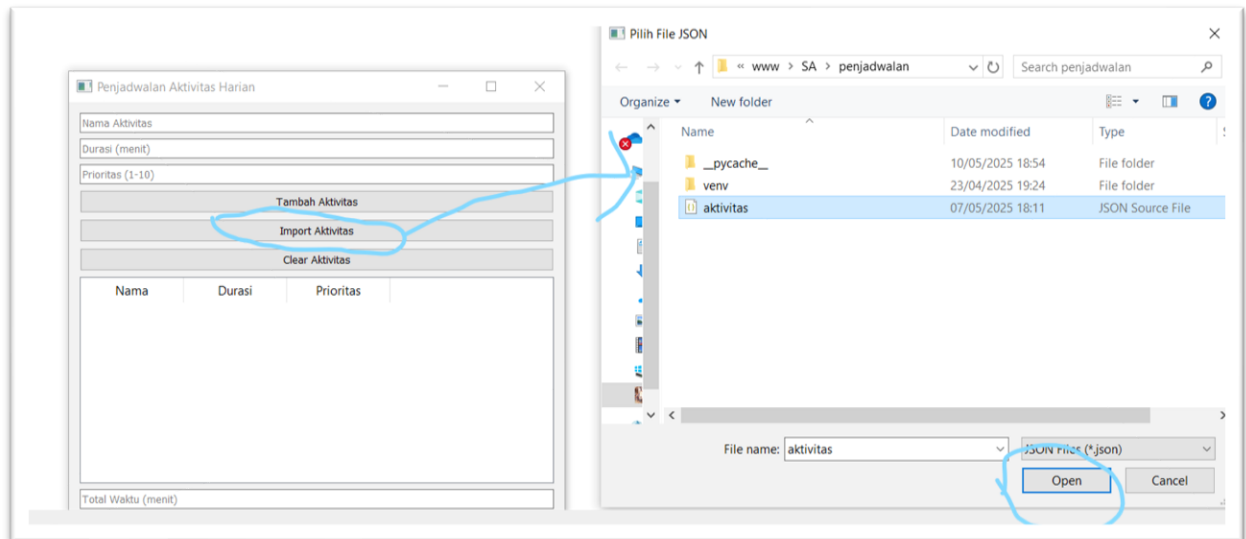 Penjadwalan Aktivitas Harian
Nama Aktivitas
Durasi (menit)
Prioritas (1-10)
Tambah Aktivitas
Import Aktivitas
Clear Aktivitas
Nama Durasi Prioritas
Total Waktu (menit)
Pilih File JSON
« www > SA > penjadwalan Search penjadwalan
Organize New folder
Name Date modified Type
__pycache__ 10/05/2025 18:54 File folder
venv 23/04/2025 19:24 File folder
aktivitas 07/05/2025 18:11 JSON Source File
File name: aktivitas JSON Files (*.json)
Open Cancel